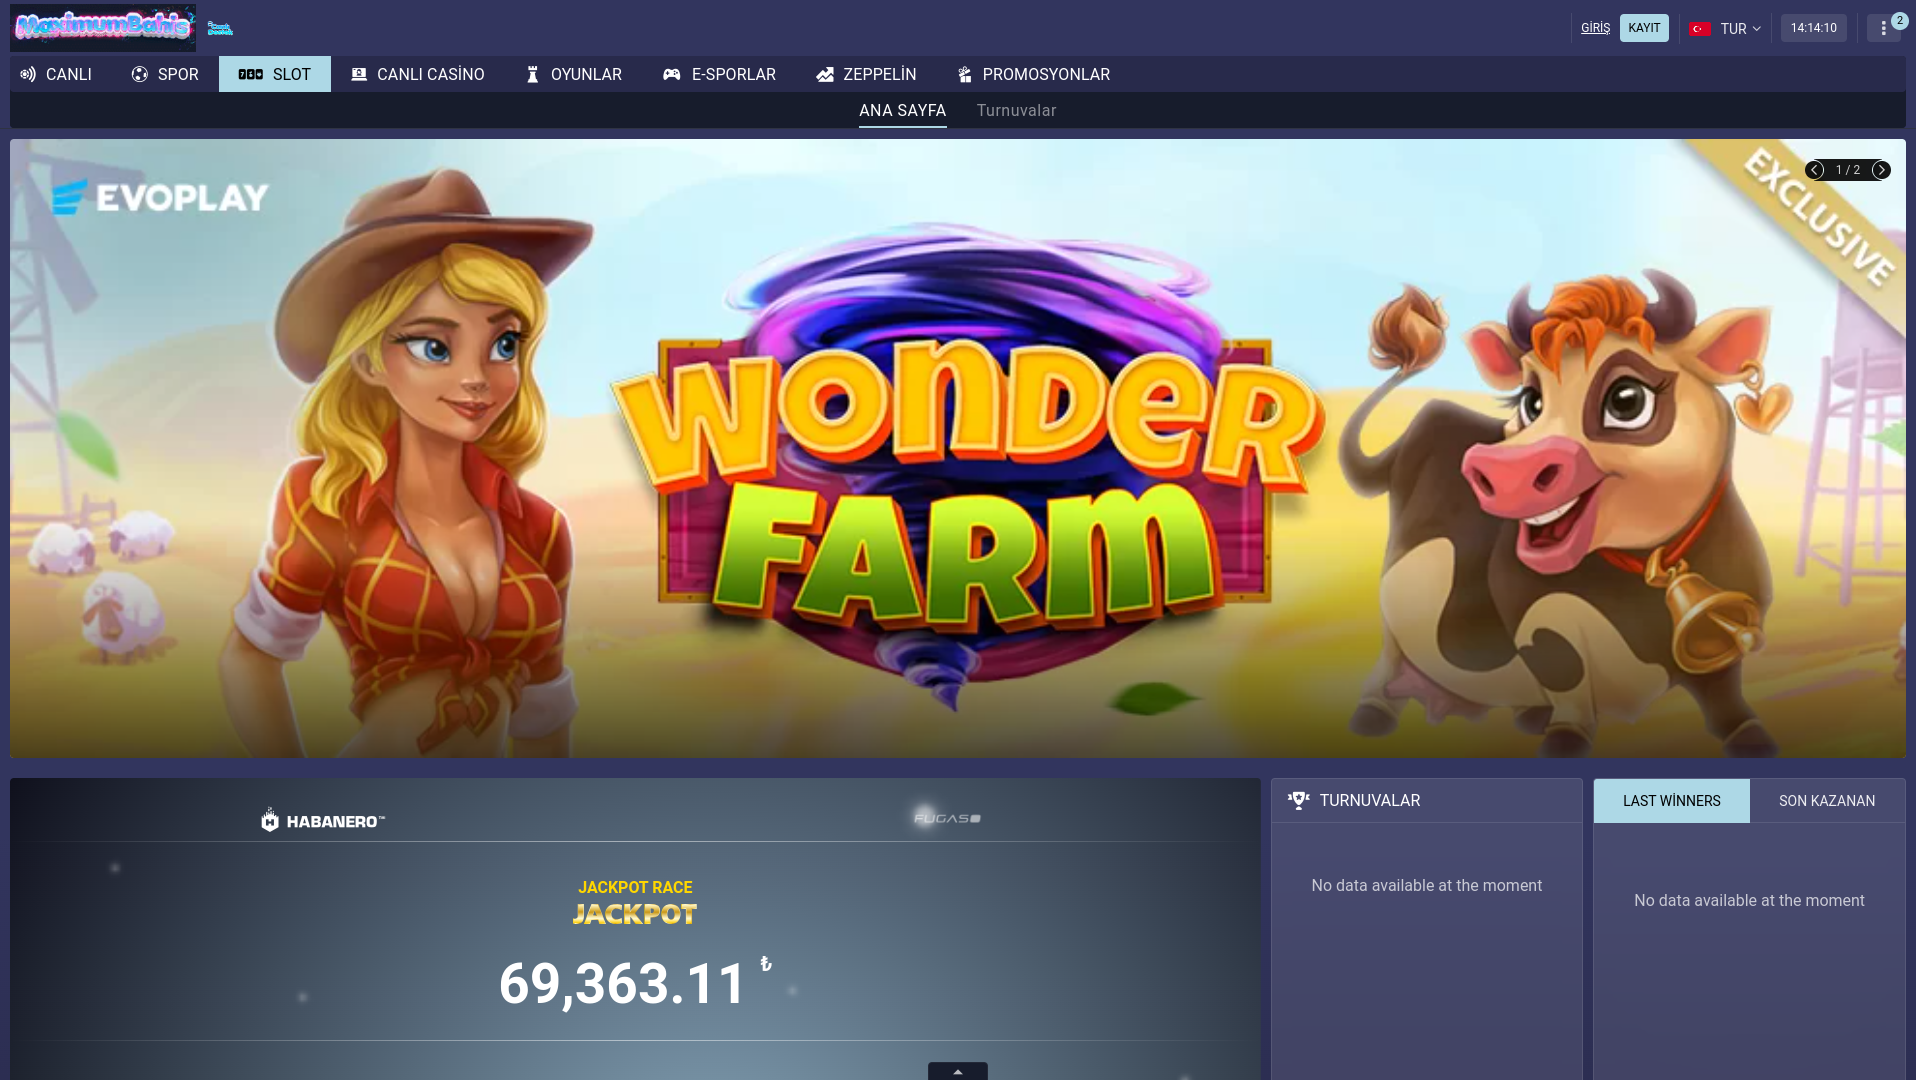 MaximumBahis
GİRİŞ
KAYIT
TUR
14:14:10
2
CANLI
SPOR
SLOT
CANLI CASİNO
OYUNLAR
E-SPORLAR
ZEPPELİN
PROMOSYONLAR
ANA SAYFA
Turnuvalar
EVOPLAY
EXCLUSIVE
1 / 2
WONDER
FARM
HABANERO™
FUGASO
JACKPOT RACE
JACKPOT
69,363.11 ₺
TURNUVALAR
No data available at the moment
LAST WİNNERS
SON KAZANAN
No data available at the moment